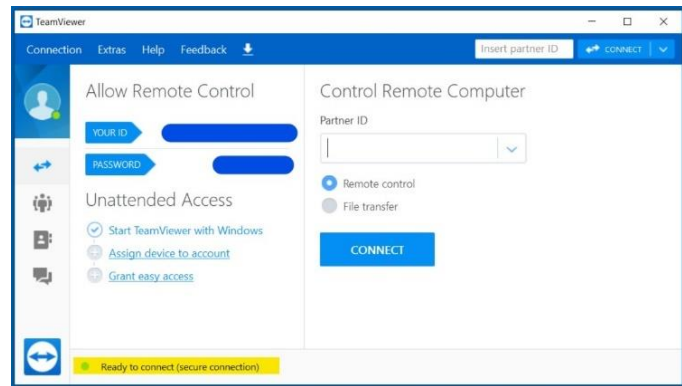 TeamViewer
Connection Extras Help Feedback
Insert partner ID
CONNECT
Allow Remote Control
YOUR ID
PASSWORD
Unattended Access
Start TeamViewer with Windows
Assign device to account
Grant easy access
Control Remote Computer
Partner ID
Remote control
File transfer
CONNECT
Ready to connect (secure connection)